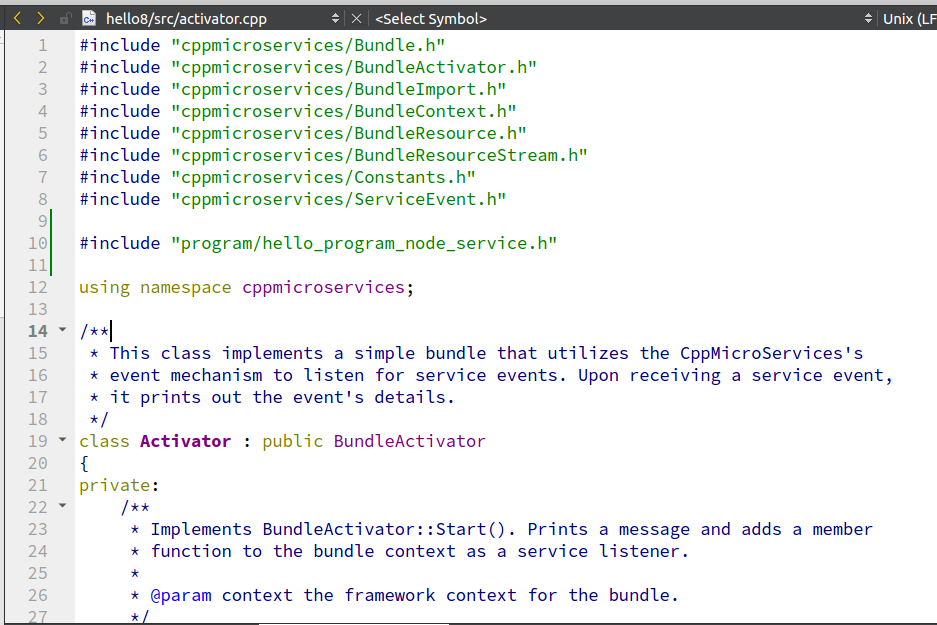 hello8/src/activator.cpp <Select Symbol> Unix (LF
1 #include "cppmicroservices/Bundle.h"
2 #include "cppmicroservices/BundleActivator.h"
3 #include "cppmicroservices/BundleImport.h"
4 #include "cppmicroservices/BundleContext.h"
5 #include "cppmicroservices/BundleResource.h"
6 #include "cppmicroservices/BundleResourceStream.h"
7 #include "cppmicroservices/Constants.h"
8 #include "cppmicroservices/ServiceEvent.h"
9
10 #include "program/hello_program_node_service.h"
11
12 using namespace cppmicroservices;
13
14 /**
15  * This class implements a simple bundle that utilizes the CppMicroServices's
16  * event mechanism to listen for service events. Upon receiving a service event,
17  * it prints out the event's details.
18  */
19 class Activator : public BundleActivator
20 {
21 private:
22     /**
23      * Implements BundleActivator::Start(). Prints a message and adds a member
24      * function to the bundle context as a service listener.
25      *
26      * @param context the framework context for the bundle.
27      */